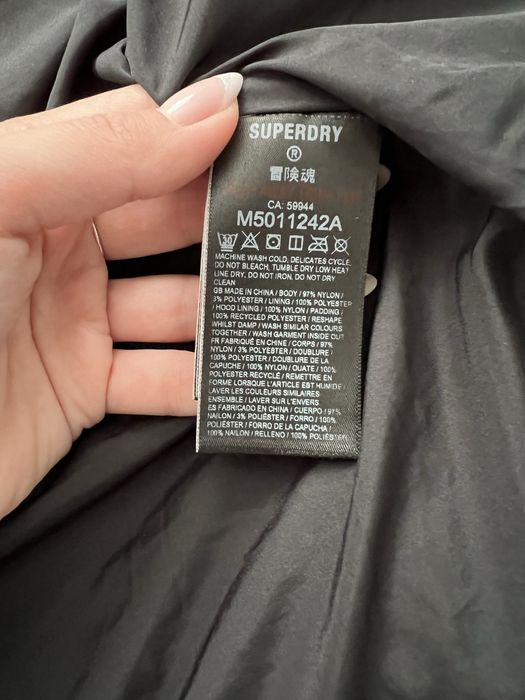 SUPERDRY
®
冒険魂
CA: 59944
M5011242A
30
MACHINE WASH COLD, DELICATES CYCLE,
DO NOT BLEACH, TUMBLE DRY LOW HEAT
LINE DRY, DO NOT IRON, DO NOT DRY
CLEAN
GB MADE IN CHINA / BODY / 97% NYLON /
3% POLYESTER / LINING / 100% POLYESTER
/ HOOD LINING / 100% NYLON / PADDING /
100% RECYCLED POLYESTER / RESHAPE
WHILST DAMP / WASH SIMILAR COLOURS
TOGETHER / WASH GARMENT INSIDE OUT
FR FABRIQUÉ EN CHINE / CORPS / 97%
NYLON / 3% POLYESTER / DOUBLURE /
100% POLYESTER / DOUBLURE DE LA
CAPUCHE / 100% NYLON / OUATE / 100%
POLYESTER RECYCLÉ / REMETTRE EN
FORME LORSQUE L'ARTICLE EST HUMIDE /
LAVER LES COULEURS SIMILAIRES
ENSEMBLE / LAVER SUR L'ENVERS
ES FABRICADO EN CHINA / CUERPO / 97%
NAILON / 3% POLIÉSTER / FORRO / 100%
POLIÉSTER / FORRO DE LA CAPUCHA /
100% NAILON / RELLENO / 100% POLIÉSTER